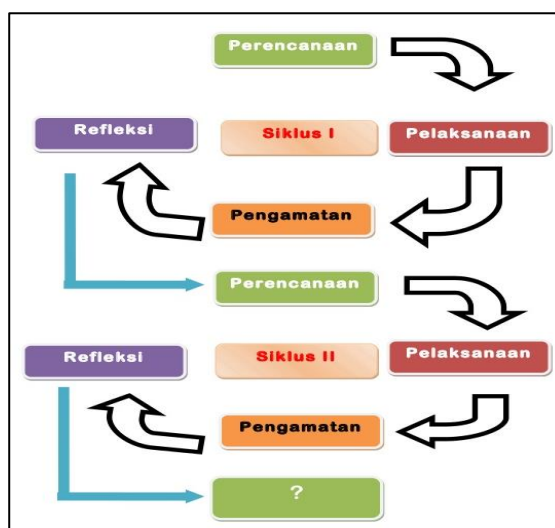 Perencanaan
Refleksi
Siklus I
Pelaksanaan
Pengamatan
Perencanaan
Refleksi
Siklus II
Pelaksanaan
Pengamatan
?